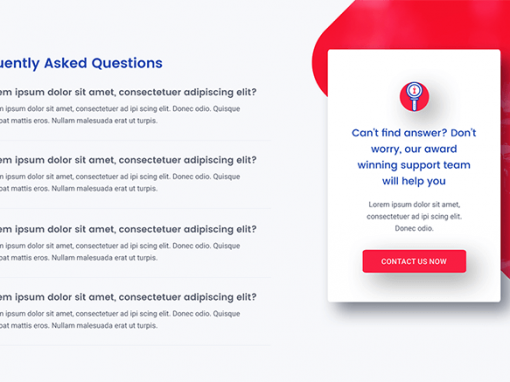 uently Asked Questions
em ipsum dolor sit amet, consectetuer adipiscing elit?
m ipsum dolor sit amet, consectetuer ad ipi scing elit. Donec odio. Quisque
pat mattis eros. Nullam malesuada erat ut turpis.
em ipsum dolor sit amet, consectetuer adipiscing elit?
m ipsum dolor sit amet, consectetuer ad ipi scing elit. Donec odio. Quisque
pat mattis eros. Nullam malesuada erat ut turpis.
em ipsum dolor sit amet, consectetuer adipiscing elit?
m ipsum dolor sit amet, consectetuer ad ipi scing elit. Donec odio. Quisque
pat mattis eros. Nullam malesuada erat ut turpis.
em ipsum dolor sit amet, consectetuer adipiscing elit?
m ipsum dolor sit amet, consectetuer ad ipi scing elit. Donec odio. Quisque
pat mattis eros. Nullam malesuada erat ut turpis.
Can't find answer? Don't
worry, our award
winning support team
will help you
Lorem ipsum dolor sit amet,
consectetuer ad ipi scing elit.
Donec odio.
CONTACT US NOW